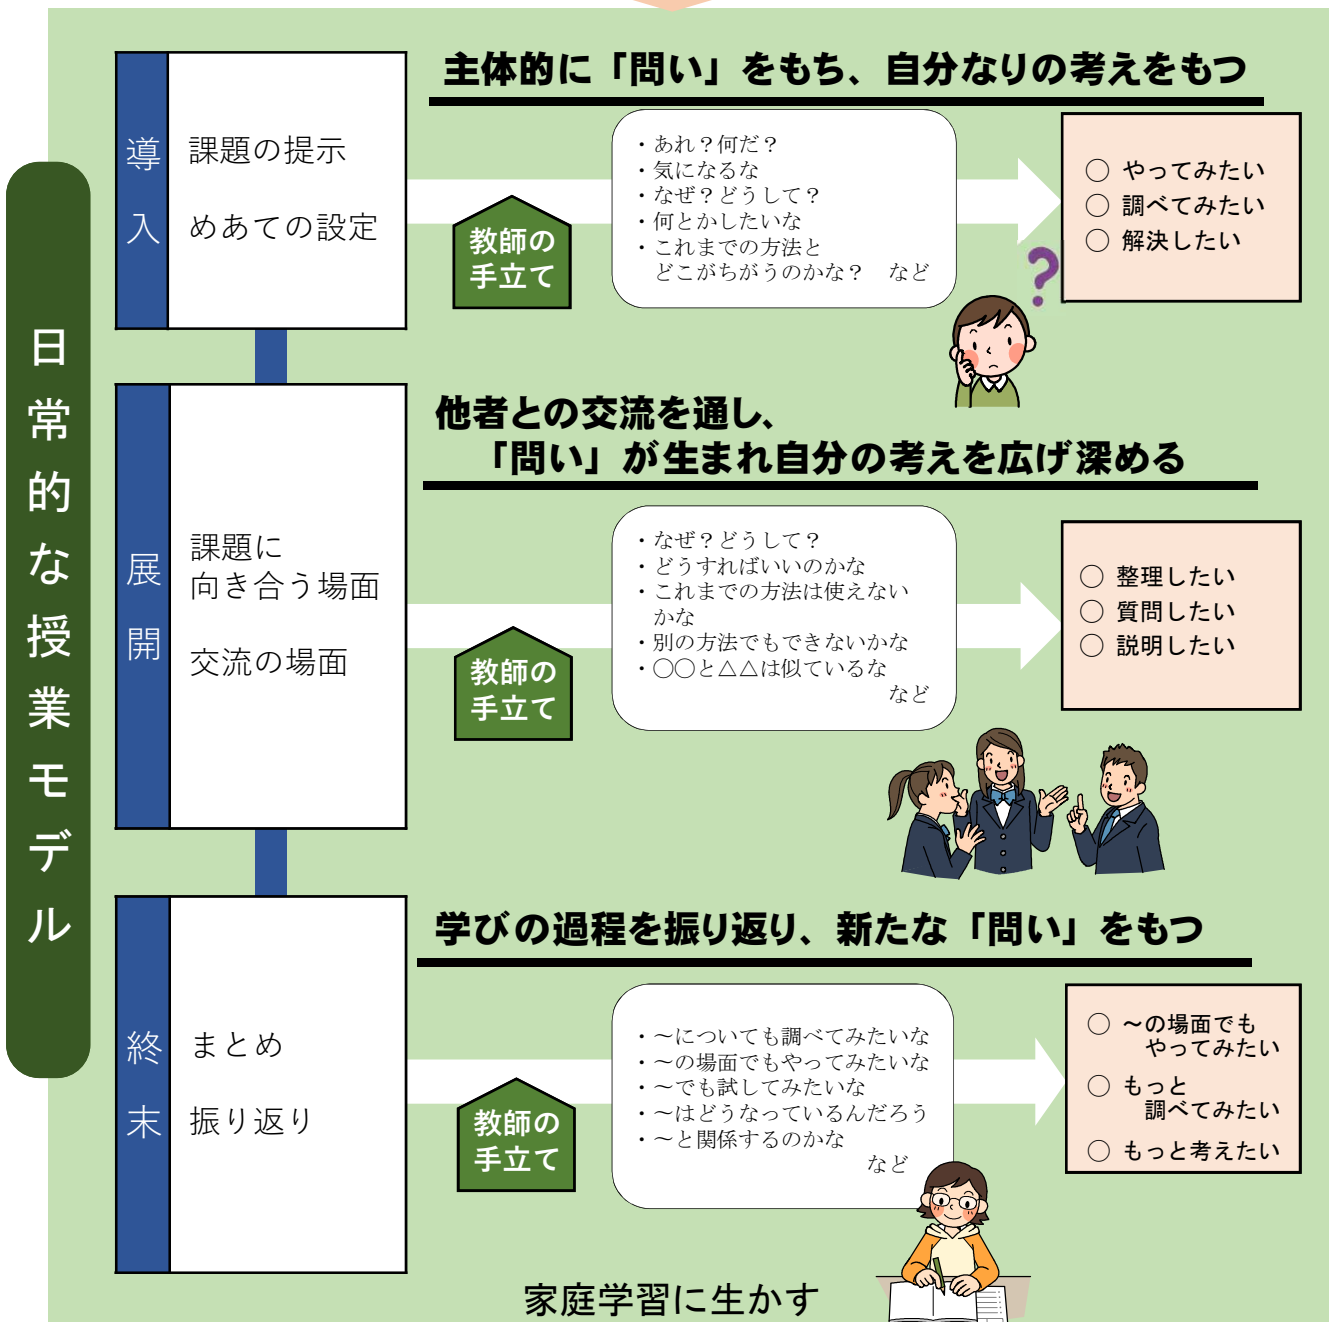 日常的な授業モデル
導入
課題の提示
めあての設定
主体的に「問い」をもち、自分なりの考えをもつ
教師の
手立て
・あれ？何だ？
・気になるな
・なぜ？どうして？
・何とかしたいな
・これまでの方法と
どこがちがうのかな？　など
○ やってみたい
○ 調べてみたい
○ 解決したい
?
展開
課題に
向き合う場面
交流の場面
他者との交流を通し、
「問い」が生まれ自分の考えを広げ深める
教師の
手立て
・なぜ？どうして？
・どうすればいいのかな
・これまでの方法は使えない
かな
・別の方法でもできないかな
・○○と△△は似ているな
など
○ 整理したい
○ 質問したい
○ 説明したい
終末
まとめ
振り返り
学びの過程を振り返り、新たな「問い」をもつ
教師の
手立て
・～についても調べてみたいな
・～の場面でもやってみたいな
・～でも試してみたいな
・～はどうなっているんだろう
・～と関係するのかな
など
○ ～の場面でも
やってみたい
○ もっと
調べてみたい
○ もっと考えたい
家庭学習に生かす